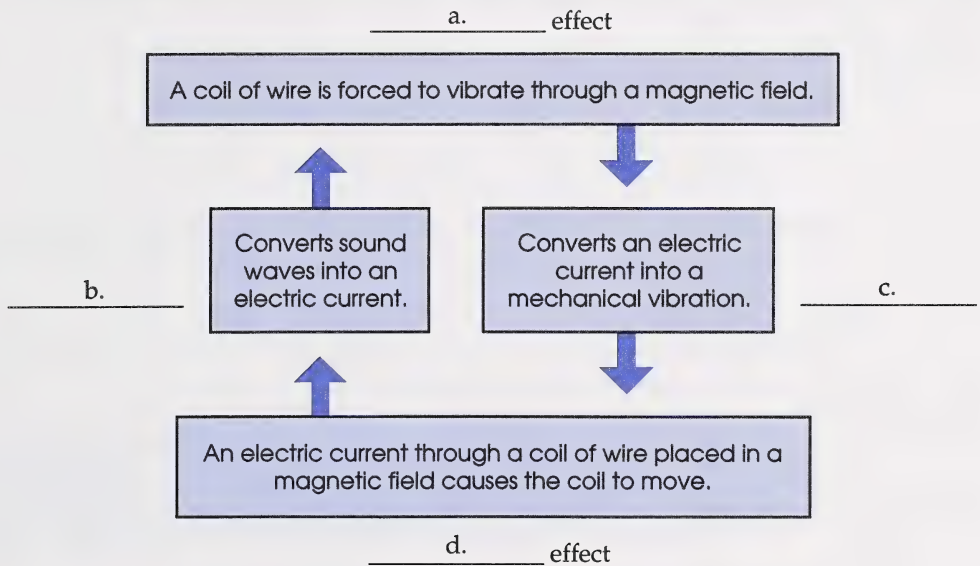 a. effect
A coil of wire is forced to vibrate through a magnetic field.
Converts sound
waves into an
electric current.
Converts an electric
current into a
mechanical vibration.
b.
c.
An electric current through a coil of wire placed in a
magnetic field causes the coil to move.
d. effect